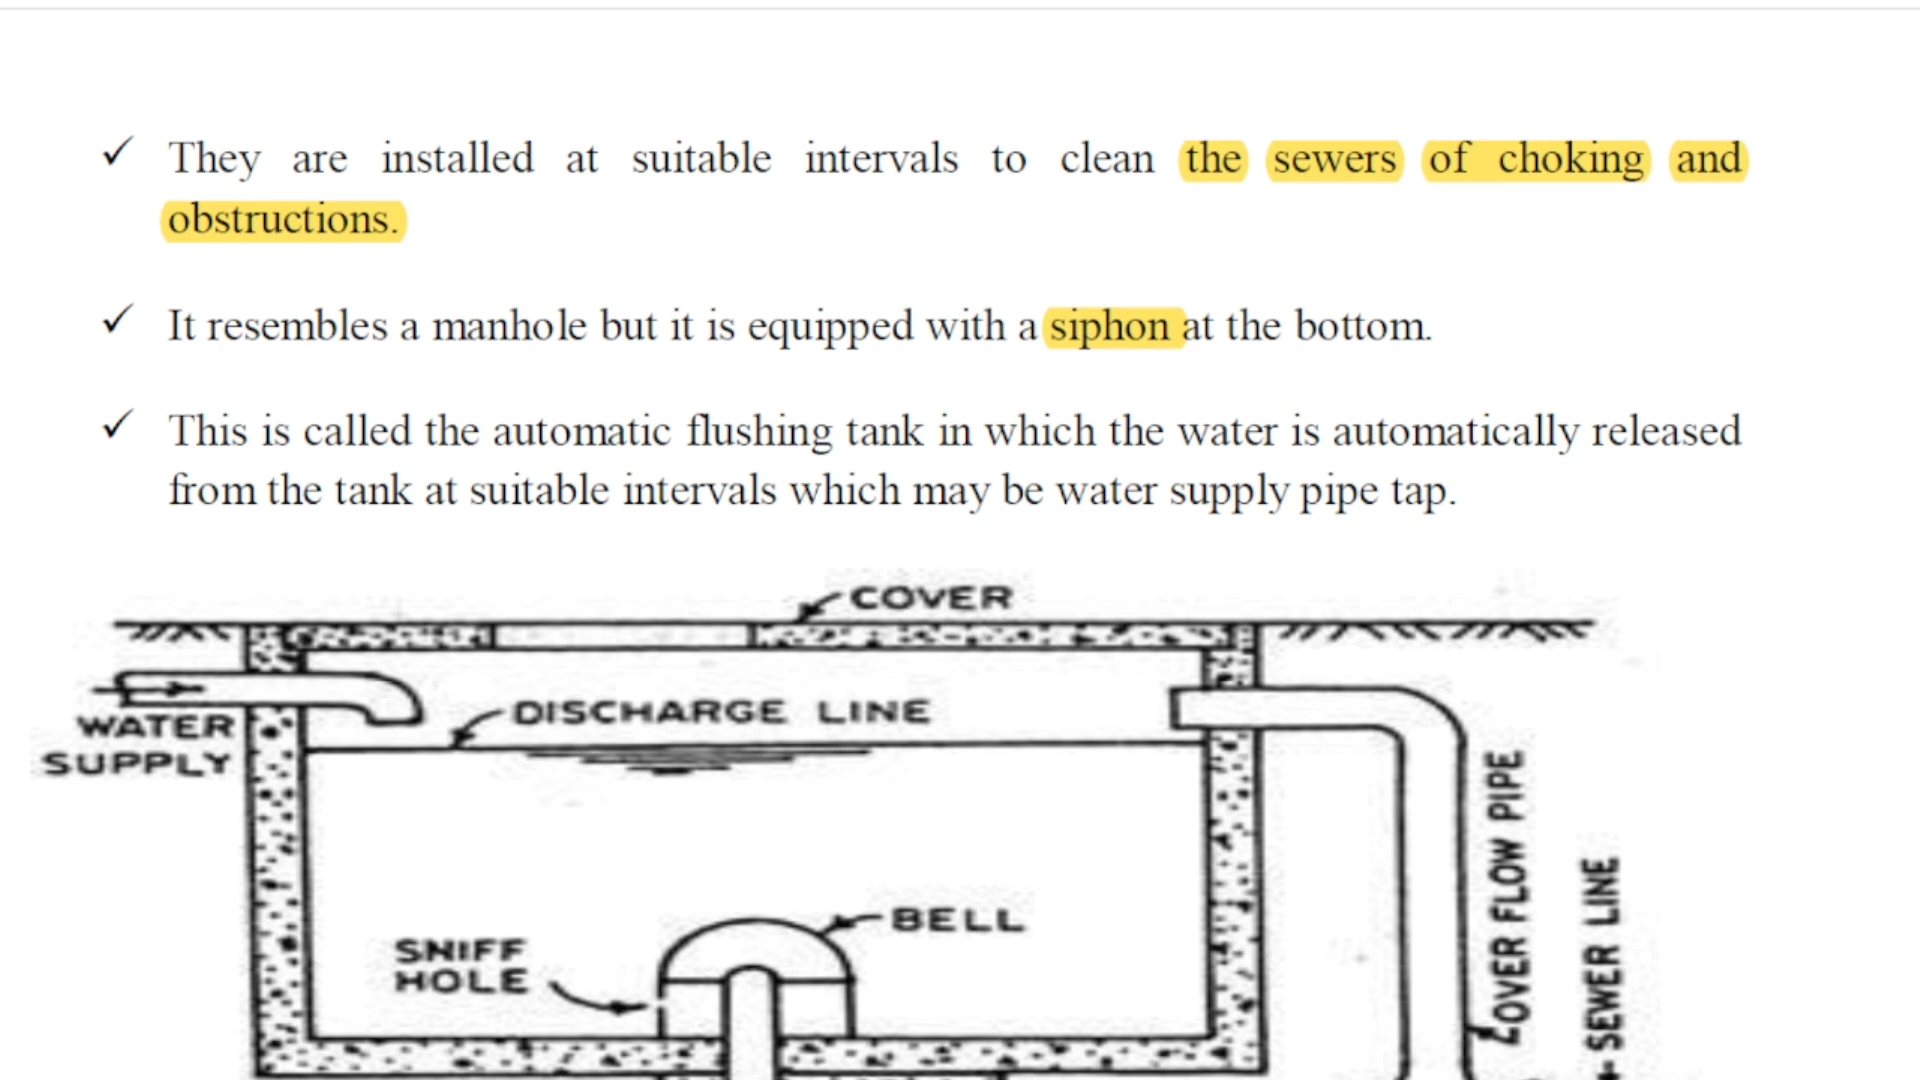 ✓ They are installed at suitable intervals to clean the sewers of choking and
obstructions.
✓ It resembles a manhole but it is equipped with a siphon at the bottom.
✓ This is called the automatic flushing tank in which the water is automatically released
from the tank at suitable intervals which may be water supply pipe tap.
COVER
WATER
SUPPLY
DISCHARGE LINE
BELL
SNIFF
HOLE
OVER FLOW PIPE
SEWER LINE